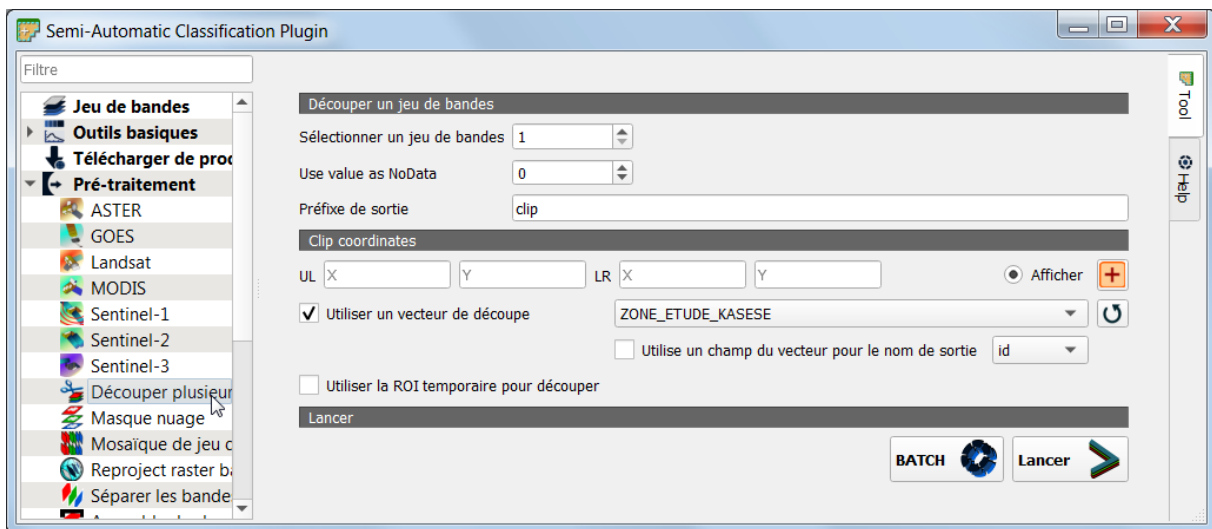 Semi-Automatic Classification Plugin
Filtre
Jeu de bandes
Outils basiques
Télécharger de prod
Pré-traitement
ASTER
GOES
Landsat
MODIS
Sentinel-1
Sentinel-2
Sentinel-3
Découper plusieur
Masque nuage
Mosaïque de jeu d
Reproject raster ba
Séparer les bande
Découper un jeu de bandes
Sélectionner un jeu de bandes 1
Use value as NoData 0
Préfixe de sortie clip
Clip coordinates
UL X Y LR X Y Afficher
Utiliser un vecteur de découpe ZONE_ETUDE_KASESE
Utilise un champ du vecteur pour le nom de sortie id
Utiliser la ROI temporaire pour découper
Lancer
BATCH Lancer
Tool
Help